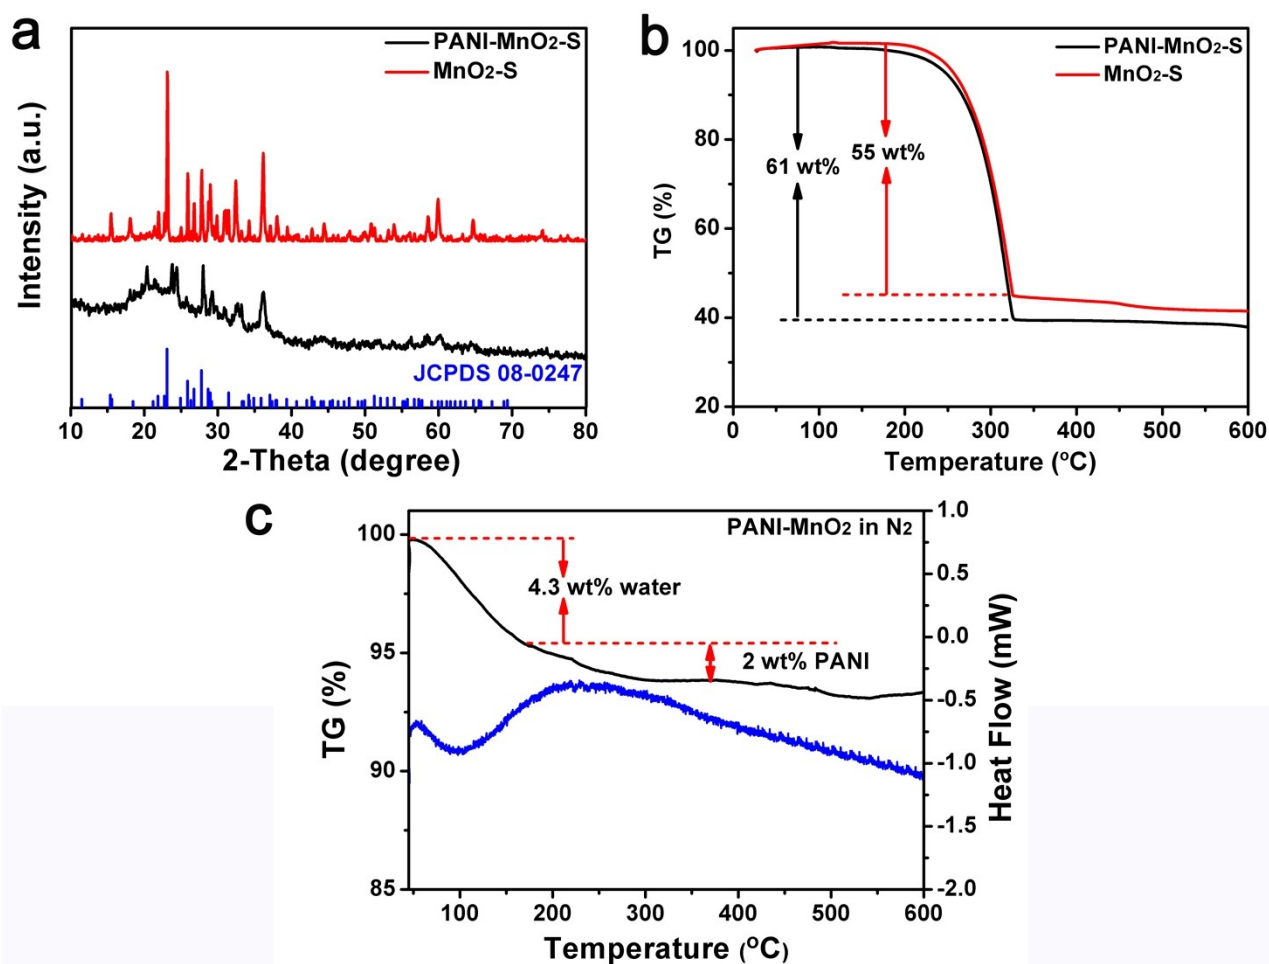 a
PANI-MnO₂-S
MnO₂-S
Intensity (a.u.)
JCPDS 08-0247
10 20 30 40 50 60 70 80
2-Theta (degree)
b
PANI-MnO₂-S
MnO₂-S
100
80
60
40
20
TG (%)
61 wt%
55 wt%
0 100 200 300 400 500 600
Temperature (ºC)
c
PANI-MnO₂ in N₂
100
95
90
85
TG (%)
4.3 wt% water
2 wt% PANI
1.0
0.5
0.0
-0.5
-1.0
-1.5
-2.0
Heat Flow (mW)
100 200 300 400 500 600
Temperature (ºC)